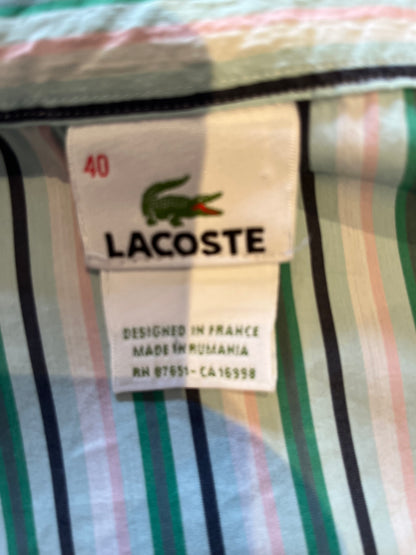 40
LACOSTE
DESIGNED IN FRANCE
MADE IN RUMANIA
RN 87651 - CA 16998